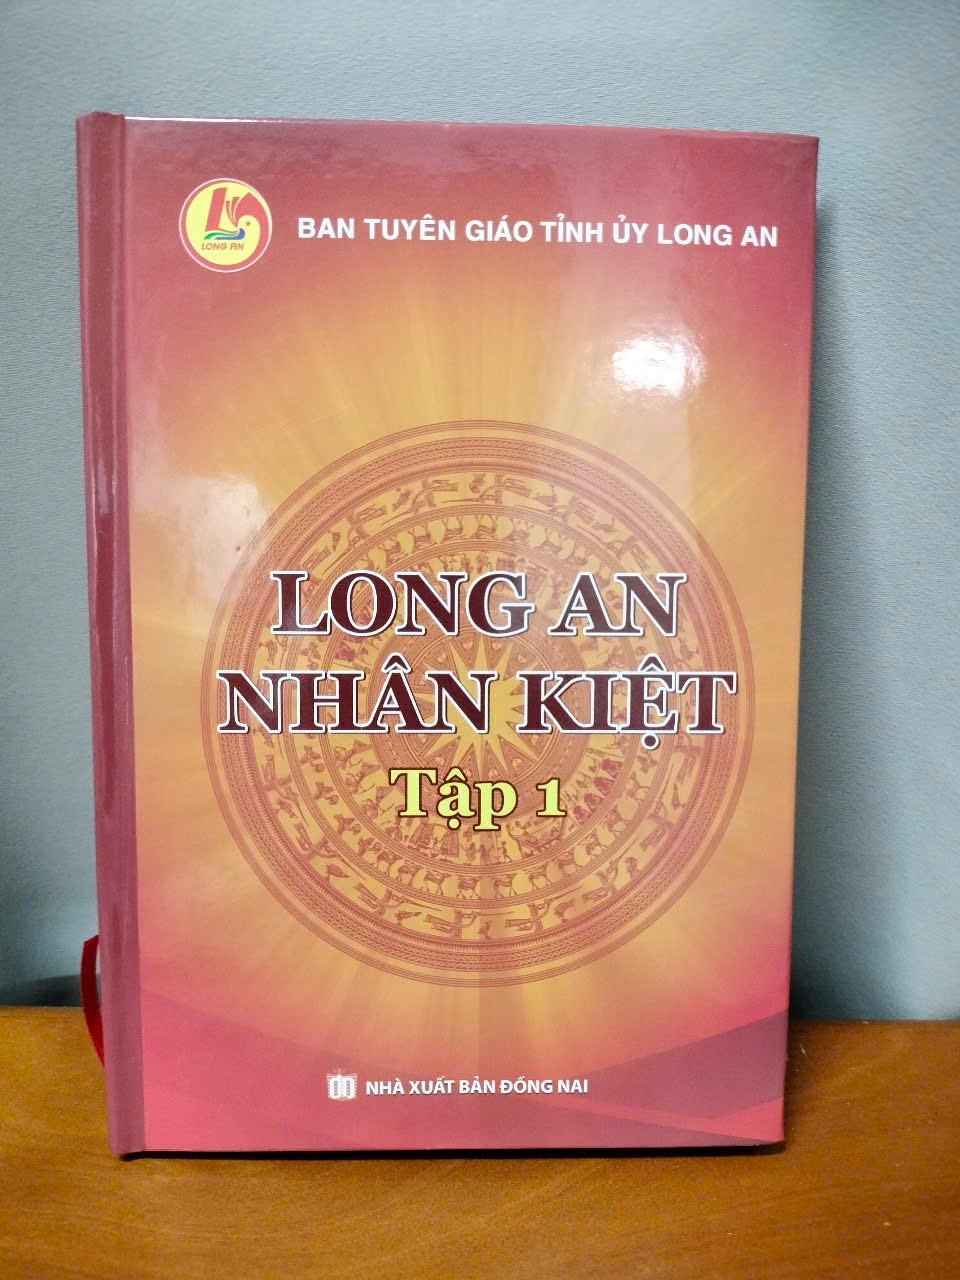 LONG AN
BAN TUYÊN GIÁO TỈNH ỦY LONG AN
LONG AN
NHÂN KIỆT
Tập 1
NHÀ XUẤT BẢN ĐỒNG NAI